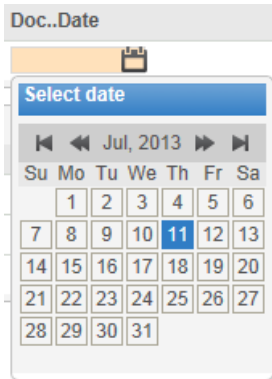 Doc..Date
Select date
Jul, 2013
Su Mo Tu We Th Fr Sa
1 2 3 4 5 6
7 8 9 10 11 12 13
14 15 16 17 18 19 20
21 22 23 24 25 26 27
28 29 30 31